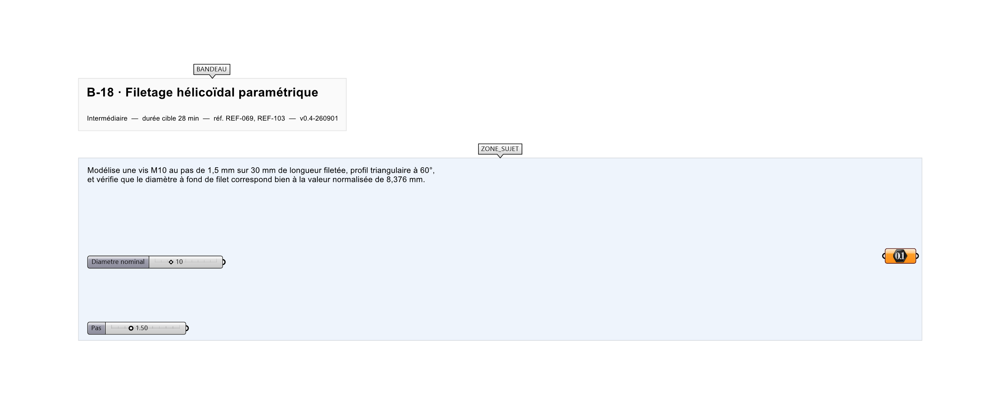 BANDEAU
B-18 · Filetage hélicoïdal paramétrique
Intermédiaire — durée cible 28 min — réf. REF-069, REF-103 — v0.4-260901
ZONE_SUJET
Modélise une vis M10 au pas de 1,5 mm sur 30 mm de longueur filetée, profil triangulaire à 60°,
et vérifie que le diamètre à fond de filet correspond bien à la valeur normalisée de 8,376 mm.
0.1
Diametre nominal 10
Pas 1.50